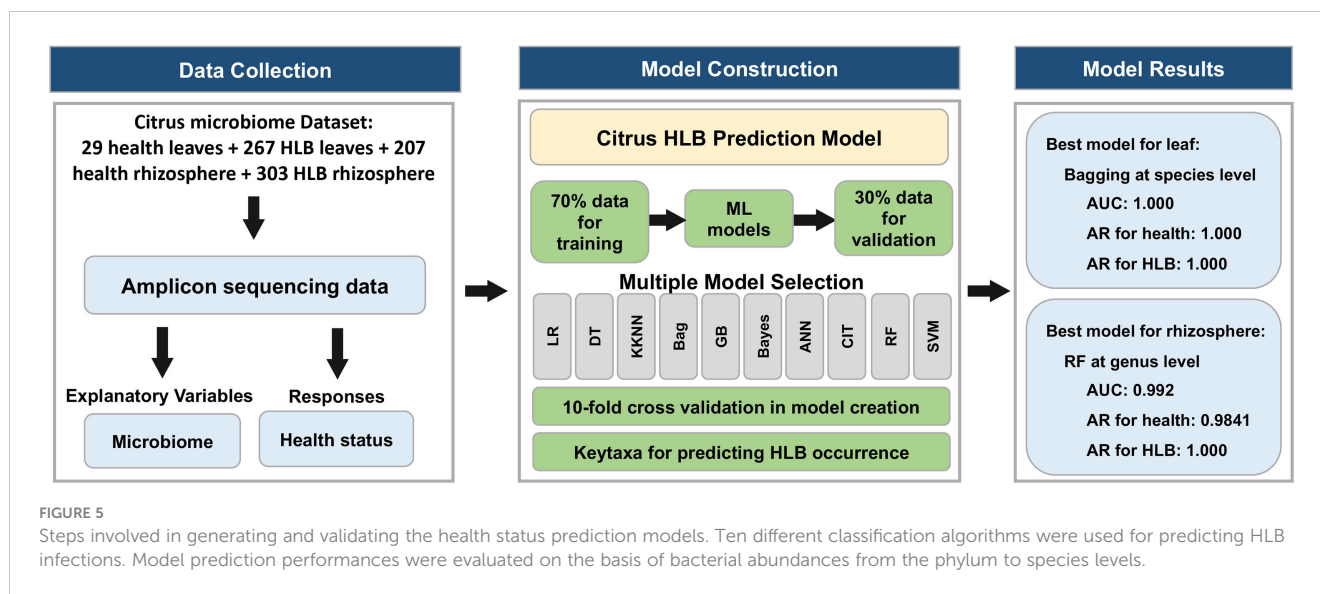 Data Collection
Citrus microbiome Dataset:
29 health leaves + 267 HLB leaves + 207
health rhizosphere + 303 HLB rhizosphere
Amplicon sequencing data
Explanatory Variables
Microbiome
Responses
Health status
Model Construction
Citrus HLB Prediction Model
70% data
for
training
ML
models
30% data
for
validation
Multiple Model Selection
LR
DT
KKNN
Bag
GB
Bayes
ANN
CIT
RF
SVM
10-fold cross validation in model creation
Keytaxa for predicting HLB occurrence
Model Results
Best model for leaf:
Bagging at species level
AUC: 1.000
AR for health: 1.000
AR for HLB: 1.000
Best model for rhizosphere:
RF at genus level
AUC: 0.992
AR for health: 0.9841
AR for HLB: 1.000
FIGURE 5
Steps involved in generating and validating the health status prediction models. Ten different classification algorithms were used for predicting HLB
infections. Model prediction performances were evaluated on the basis of bacterial abundances from the phylum to species levels.